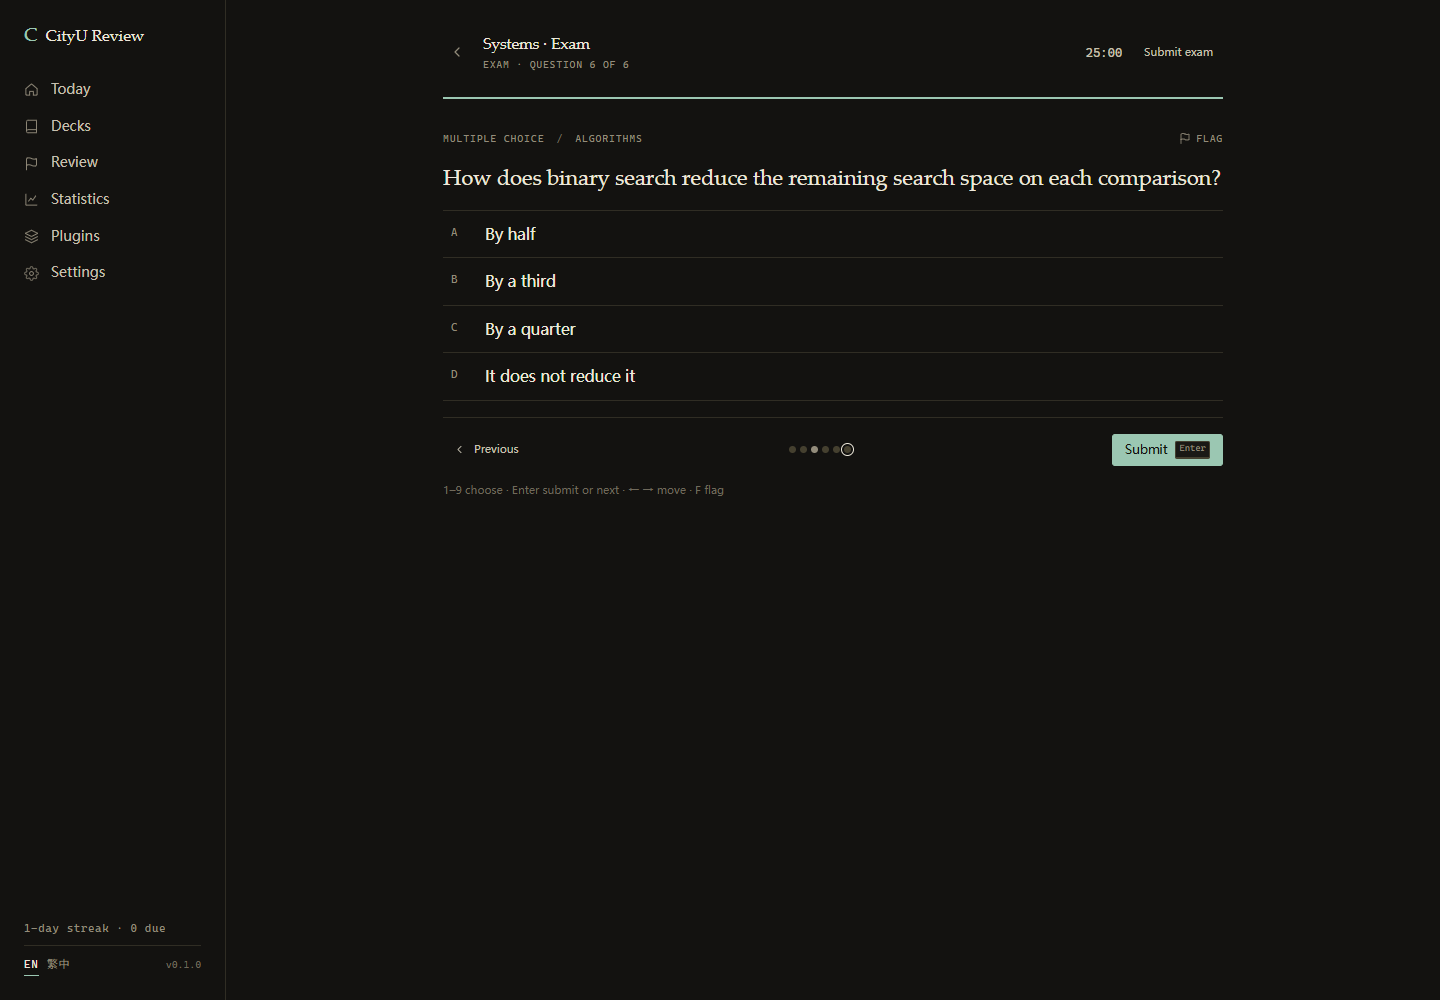 C CityU Review
Today
Decks
Review
Statistics
Plugins
Settings
1-day streak · 0 due
EN 繁中 v0.1.0
Systems · Exam
EXAM · QUESTION 6 OF 6
25:00 Submit exam
MULTIPLE CHOICE / ALGORITHMS FLAG
How does binary search reduce the remaining search space on each comparison?
A By half
B By a third
C By a quarter
D It does not reduce it
Previous Submit Enter
1–9 choose · Enter submit or next · ← → move · F flag